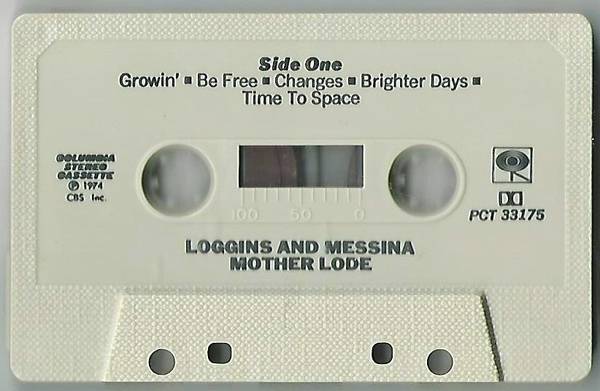 Side One
Growin' ▪ Be Free ▪ Changes ▪ Brighter Days ▪
Time To Space
COLUMBIA
STEREO
CASSETTE
℗ 1974
CBS Inc.
100 50 0
PCT 33175
LOGGINS AND MESSINA
MOTHER LODE